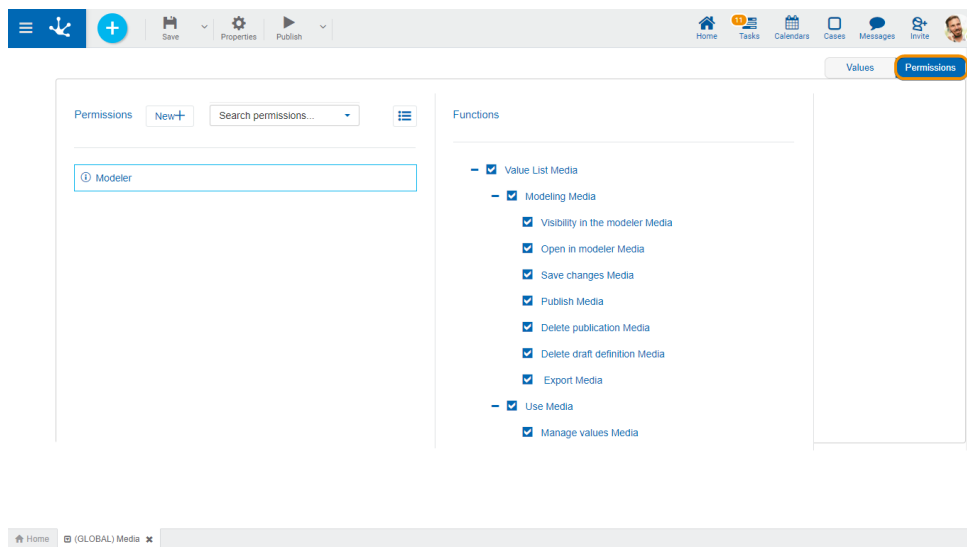 Save
Properties
Publish
Home
11
Tasks
Calendars
Cases
Messages
Invite
Values
Permissions
Permissions
New
Search permissions...
Functions
Modeler
Value List Media
Modeling Media
Visibility in the modeler Media
Open in modeler Media
Save changes Media
Publish Media
Delete publication Media
Delete draft definition Media
Export Media
Use Media
Manage values Media
Home
(GLOBAL) Media